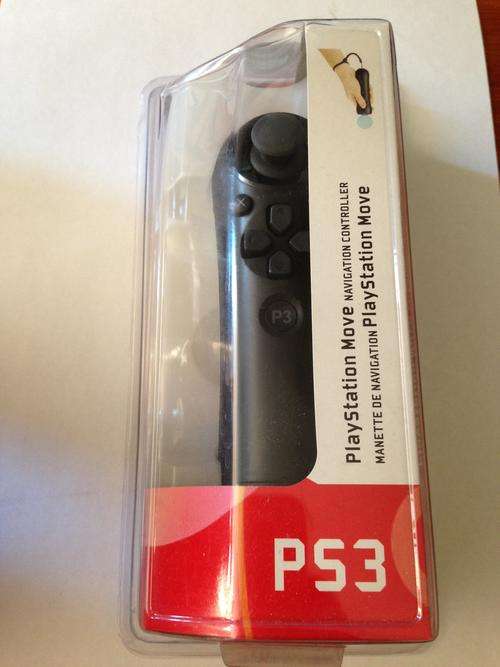 PlayStation Move NAVIGATION CONTROLLER
MANETTE DE NAVIGATION PlayStation Move
P3
PS3